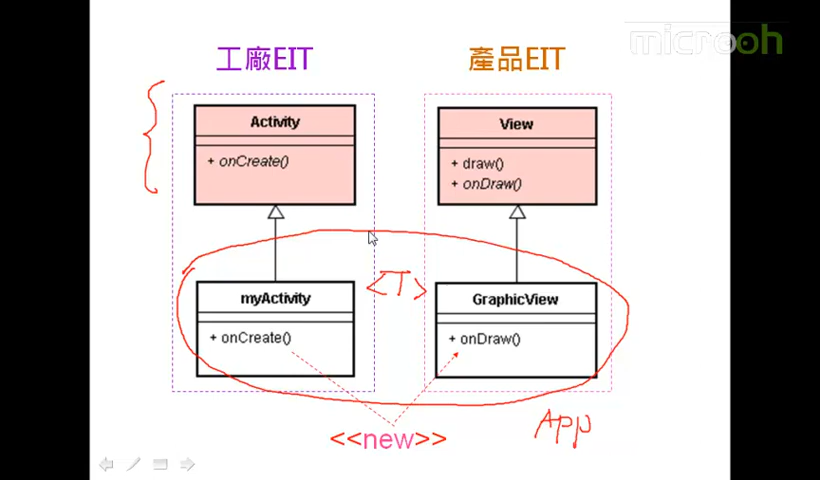 microoh
工廠EIT
產品EIT
Activity
+ onCreate()
View
+ draw()
+ onDraw()
myActivity
+ onCreate()
<T>
GraphicView
+ onDraw()
<<new>>
App